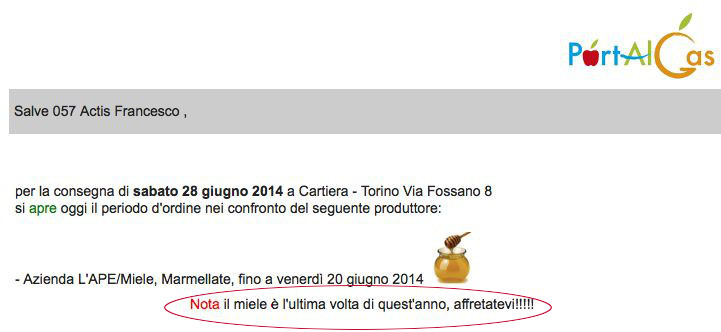 PortAlGas
Salve 057 Actis Francesco ,
per la consegna di sabato 28 giugno 2014 a Cartiera - Torino Via Fossano 8
si apre oggi il periodo d'ordine nei confronto del seguente produttore:
- Azienda L'APE/Miele, Marmellate, fino a venerdì 20 giugno 2014
Nota il miele è l'ultima volta di quest'anno, affretatevi!!!!!